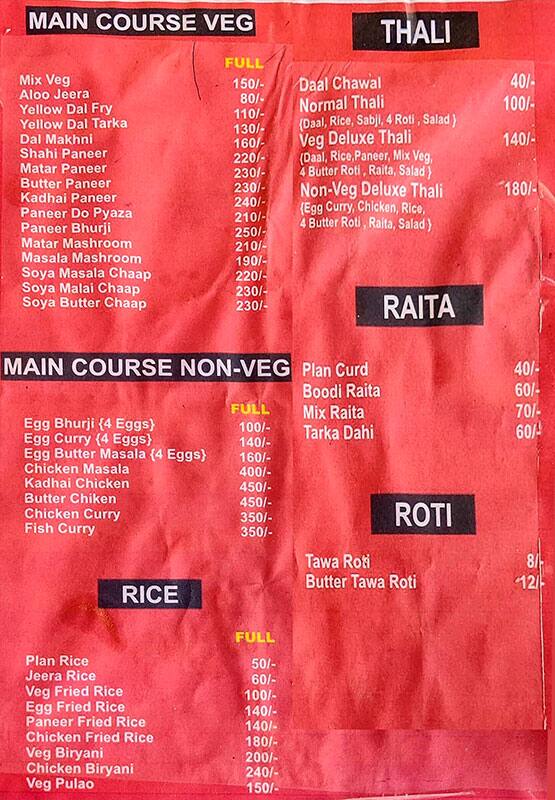 MAIN COURSE VEG
FULL
Mix Veg 150/-
Aloo Jeera 80/-
Yellow Dal Fry 110/-
Yellow Dal Tarka 130/-
Dal Makhni 160/-
Shahi Paneer 220/-
Matar Paneer 230/-
Butter Paneer 230/-
Kadhai Paneer 240/-
Paneer Do Pyaza 210/-
Paneer Bhurji 250/-
Matar Mashroom 210/-
Masala Mashroom 190/-
Soya Masala Chaap 220/-
Soya Malai Chaap 230/-
Soya Butter Chaap 230/-
MAIN COURSE NON-VEG
FULL
Egg Bhurji {4 Eggs} 100/-
Egg Curry {4 Eggs} 140/-
Egg Butter Masala {4 Eggs} 160/-
Chicken Masala 400/-
Kadhai Chicken 450/-
Butter Chiken 450/-
Chicken Curry 350/-
Fish Curry 350/-
RICE
FULL
Plan Rice 50/-
Jeera Rice 60/-
Veg Fried Rice 100/-
Egg Fried Rice 140/-
Paneer Fried Rice 140/-
Chicken Fried Rice 180/-
Veg Biryani 200/-
Chicken Biryani 240/-
Veg Pulao 150/-
THALI
Daal Chawal 40/-
Normal Thali 100/-
{Daal, Rice, Sabji, 4 Roti , Salad }
Veg Deluxe Thali 140/-
{Daal, Rice,Paneer, Mix Veg,
4 Butter Roti , Raita, Salad }
Non-Veg Deluxe Thali 180/-
{Egg Curry, Chicken, Rice,
4 Butter Roti , Raita, Salad }
RAITA
Plan Curd 40/-
Boodi Raita 60/-
Mix Raita 70/-
Tarka Dahi 60/-
ROTI
Tawa Roti 8/-
Butter Tawa Roti 12/-